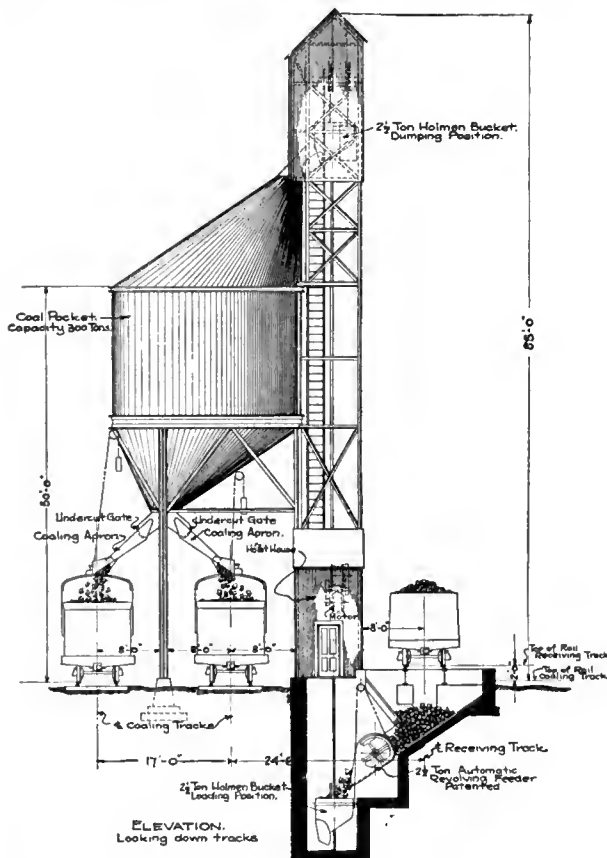 2½ Ton Holmen Bucket.
Dumping Position.
Coal Pocket
Capacity 300 Tons.
85'-0"
50'-0"
Undercut Gate
Coaling Apron
Undercut Gate
Coaling Apron.
Hoist House
Motor
8'-0"
8'-0"
8'-0"
Top of Rail
Receiving Track
2'-0"
Top of Rail
Coaling Track
℄ Coaling Tracks
17'-0"
℄ Receiving Track
2½ Ton Automatic
Revolving Feeder
Patented
2½ Ton Holmen Bucket
Loading Position.
ELEVATION.
Looking down tracks